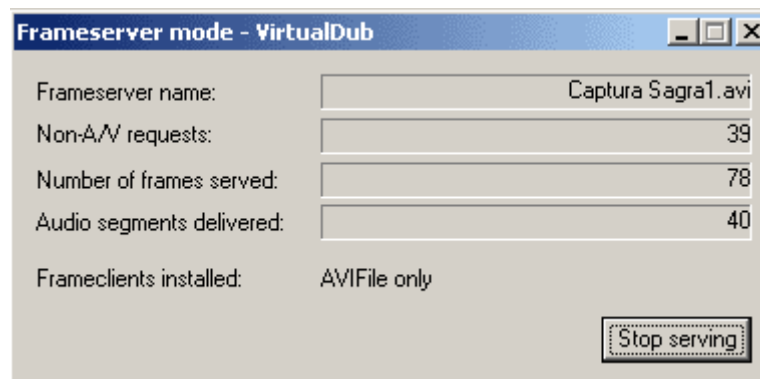 Frameserver mode - VirtualDub
Frameserver name: Captura Sagra1.avi
Non-A/V requests: 39
Number of frames served: 78
Audio segments delivered: 40
Frameclients installed: AVIFile only
Stop serving